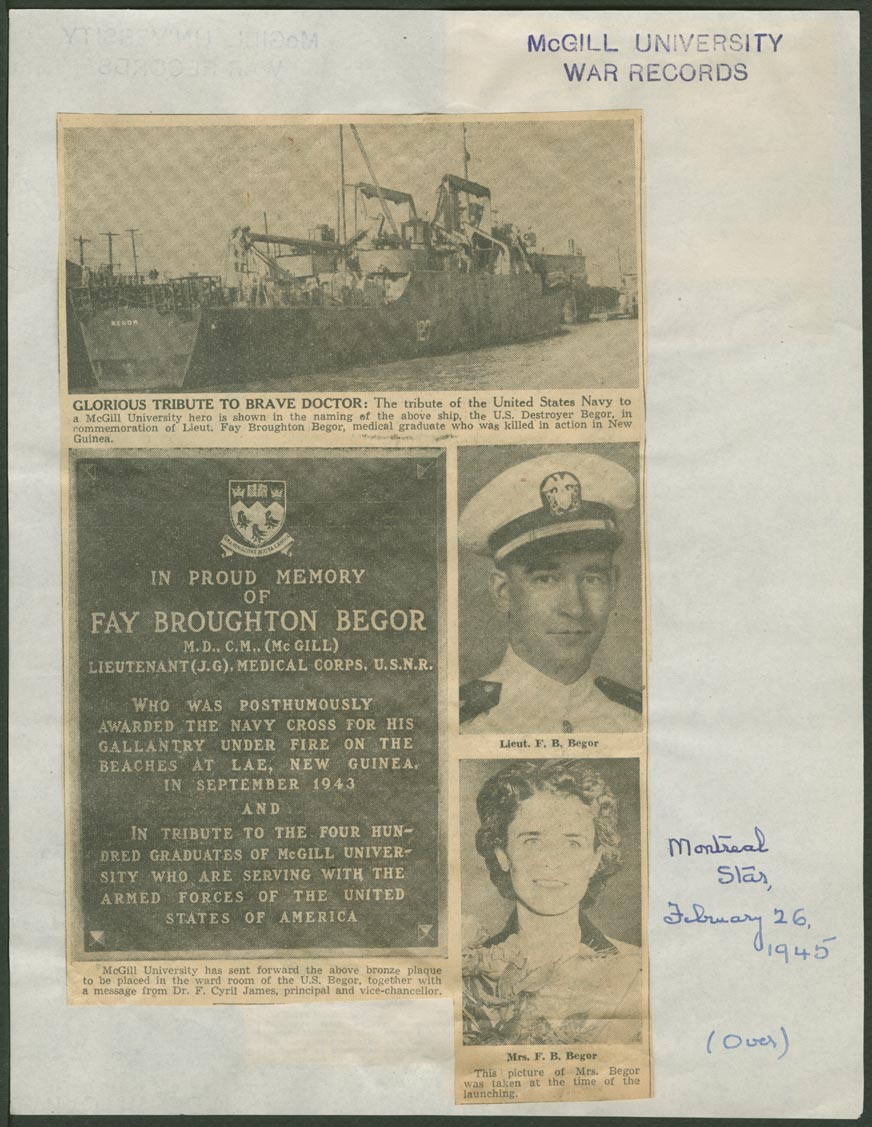 McGILL UNIVERSITY
WAR RECORDS
BEGOR
127
GLORIOUS TRIBUTE TO BRAVE DOCTOR: The tribute of the United States Navy to
a McGill University hero is shown in the naming of the above ship, the U.S. Destroyer Begor, in
commemoration of Lieut. Fay Broughton Begor, medical graduate who was killed in action in New
Guinea.
IN PROUD MEMORY
OF
FAY BROUGHTON BEGOR
M.D., C.M., (McGILL)
LIEUTENANT (J.G), MEDICAL CORPS, U.S.N.R.
WHO WAS POSTHUMOUSLY
AWARDED THE NAVY CROSS FOR HIS
GALLANTRY UNDER FIRE ON THE
BEACHES AT LAE, NEW GUINEA,
IN SEPTEMBER 1943
AND
IN TRIBUTE TO THE FOUR HUN-
DRED GRADUATES OF McGILL UNIVER-
SITY WHO ARE SERVING WITH THE
ARMED FORCES OF THE UNITED
STATES OF AMERICA
McGill University has sent forward the above bronze plaque
to be placed in the ward room of the U.S. Begor, together with
a message from Dr. F. Cyril James, principal and vice-chancellor.
Lieut. F. B. Begor
Mrs. F. B. Begor
This picture of Mrs. Begor
was taken at the time of the
launching.
Montreal
Star,
February 26,
1945
(Over)